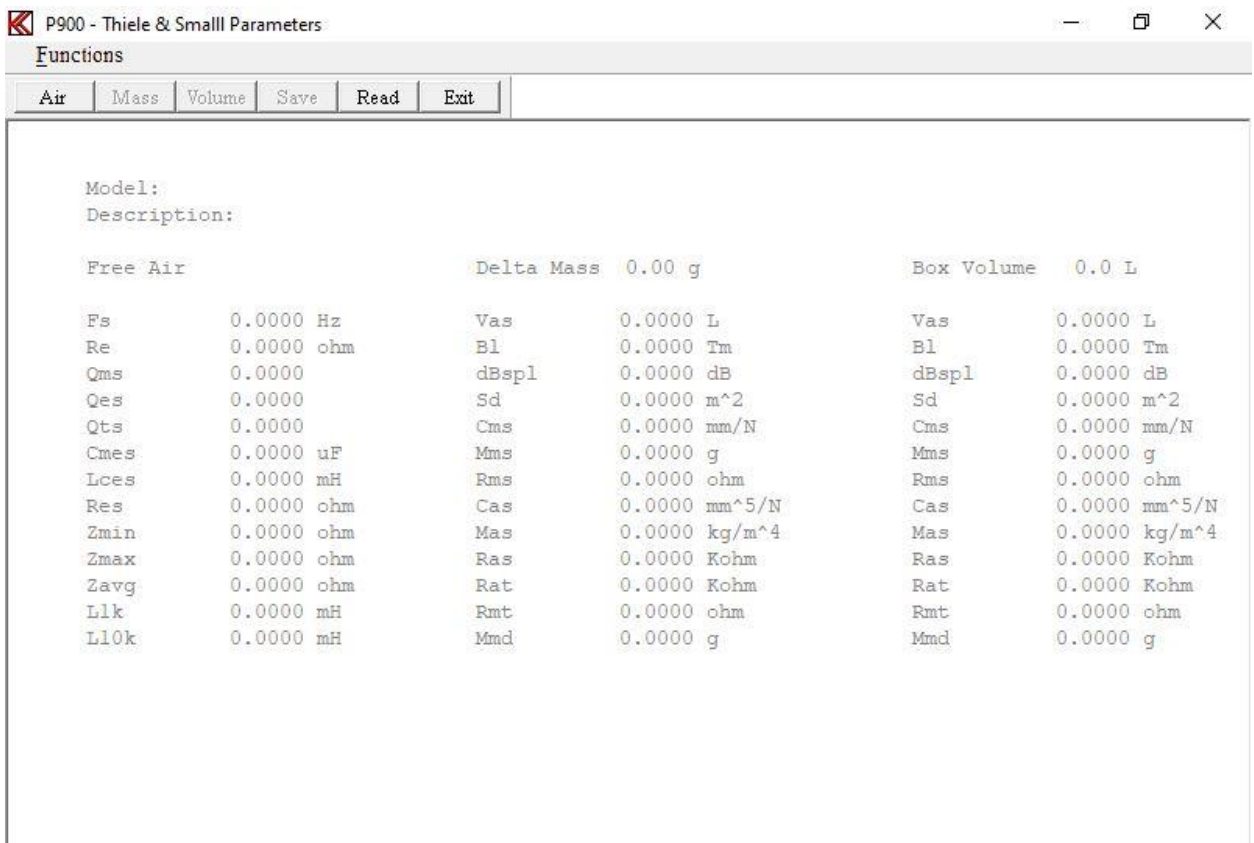 P900 - Thiele & Smalll Parameters
Functions
Air Mass Volume Save Read Exit
Model:
Description:
Free Air Delta Mass 0.00 g Box Volume 0.0 L
Fs 0.0000 Hz Vas 0.0000 L Vas 0.0000 L
Re 0.0000 ohm Bl 0.0000 Tm Bl 0.0000 Tm
Qms 0.0000 dBspl 0.0000 dB dBspl 0.0000 dB
Qes 0.0000 Sd 0.0000 m^2 Sd 0.0000 m^2
Qts 0.0000 Cms 0.0000 mm/N Cms 0.0000 mm/N
Cmes 0.0000 uF Mms 0.0000 g Mms 0.0000 g
Lces 0.0000 mH Rms 0.0000 ohm Rms 0.0000 ohm
Res 0.0000 ohm Cas 0.0000 mm^5/N Cas 0.0000 mm^5/N
Zmin 0.0000 ohm Mas 0.0000 kg/m^4 Mas 0.0000 kg/m^4
Zmax 0.0000 ohm Ras 0.0000 Kohm Ras 0.0000 Kohm
Zavg 0.0000 ohm Rat 0.0000 Kohm Rat 0.0000 Kohm
L1k 0.0000 mH Rmt 0.0000 ohm Rmt 0.0000 ohm
L10k 0.0000 mH Mmd 0.0000 g Mmd 0.0000 g